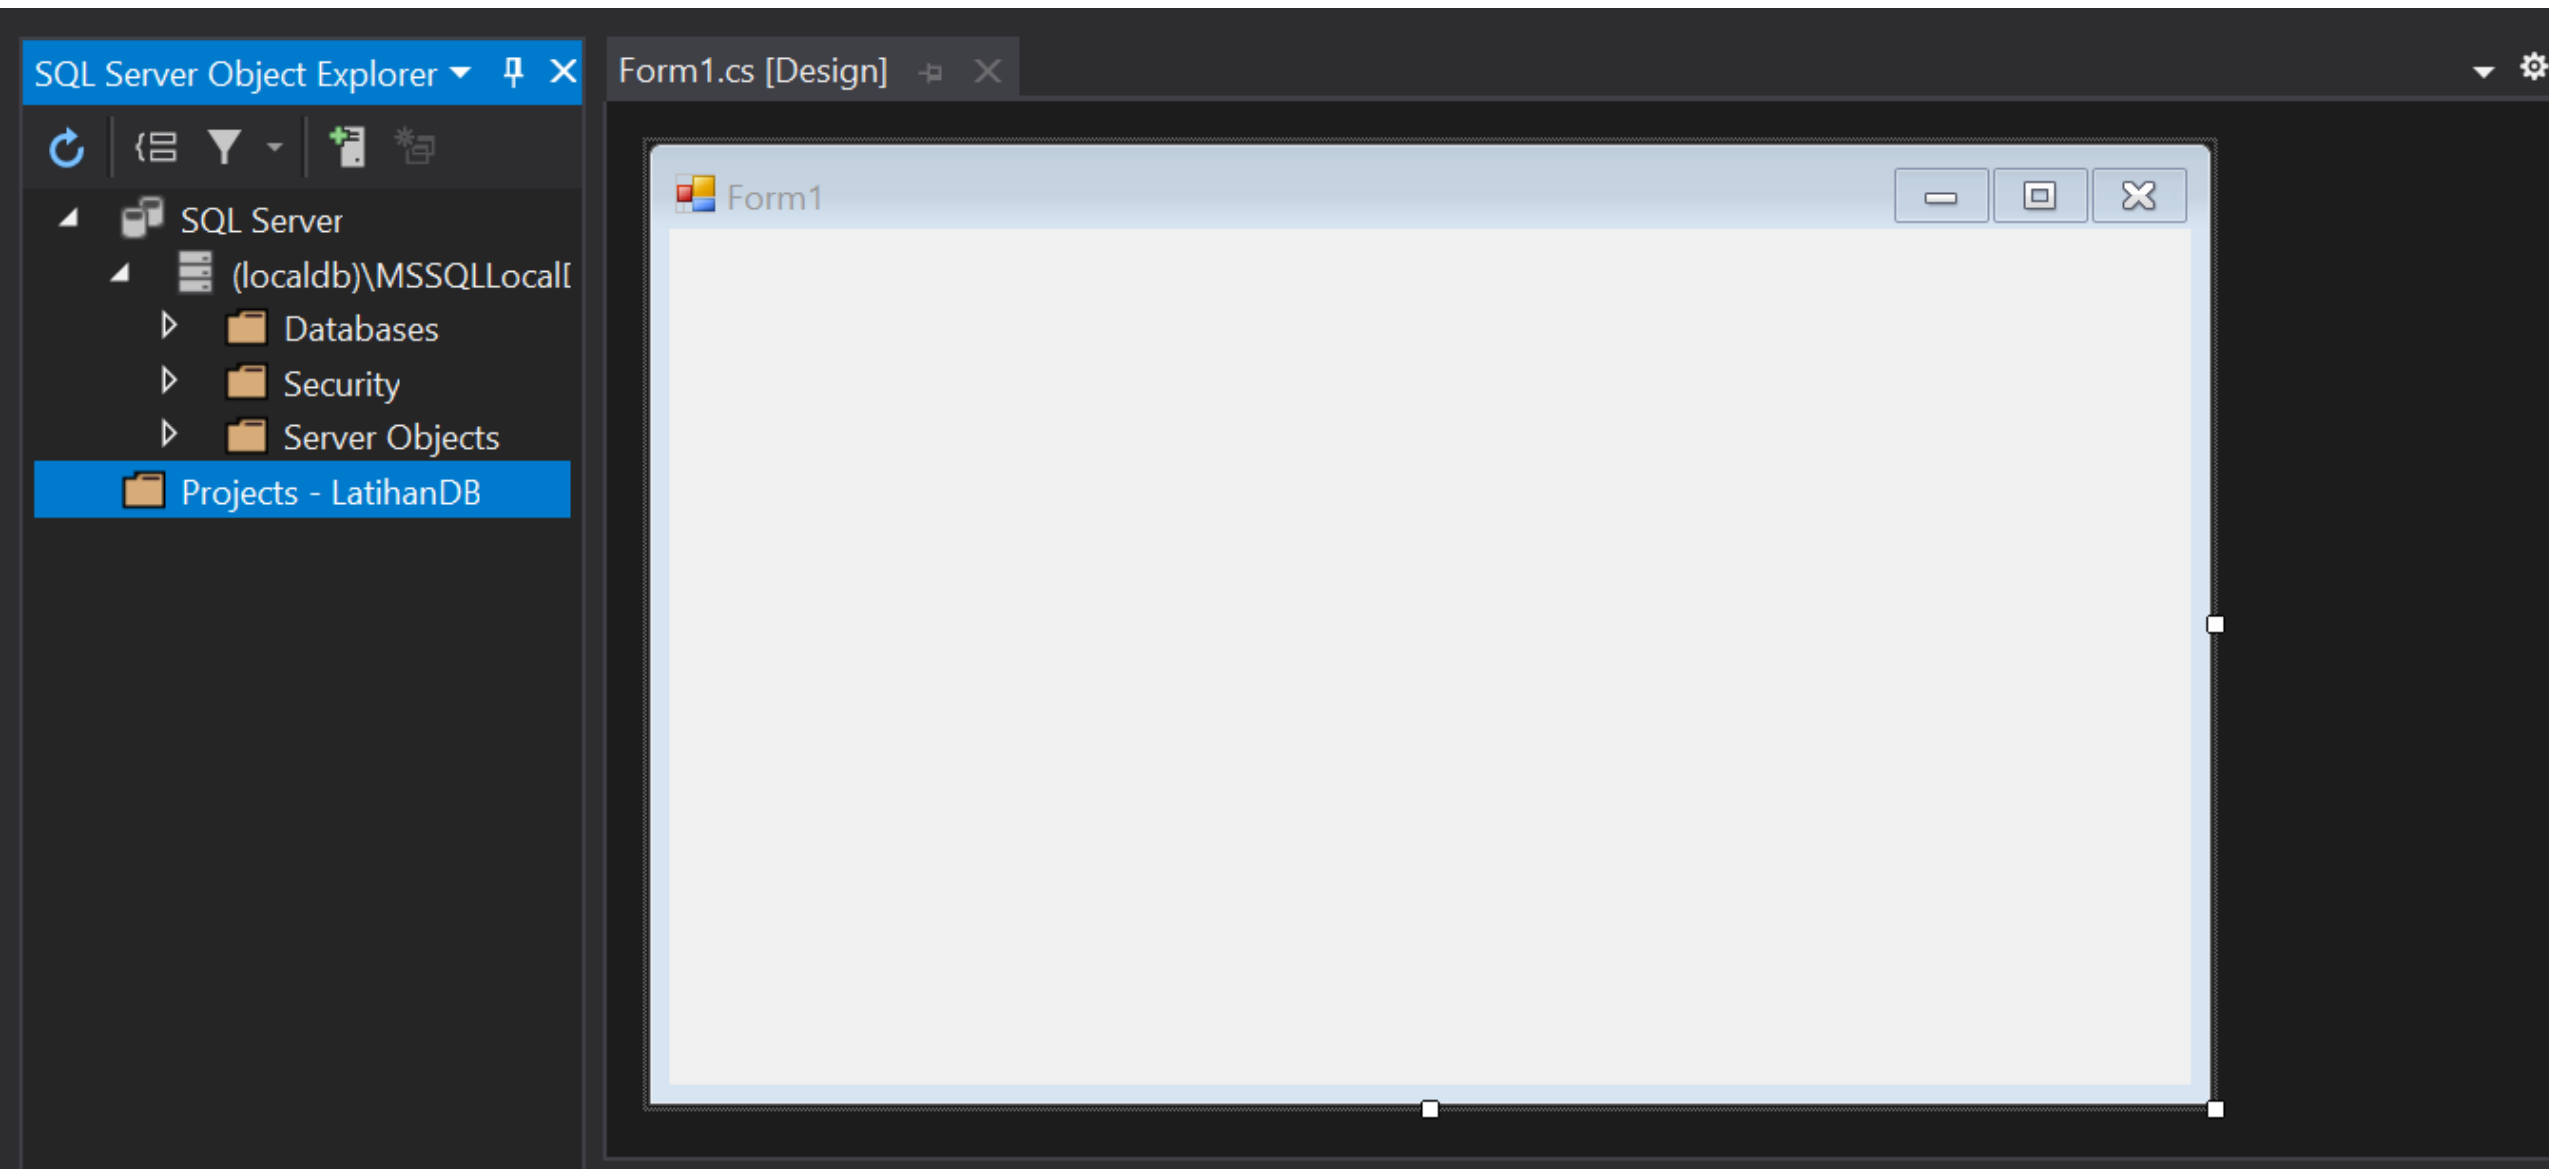 SQL Server Object Explorer
Form1.cs [Design]
Form1
SQL Server
(localdb)\MSSQLLocal
Databases
Security
Server Objects
Projects - LatihanDB